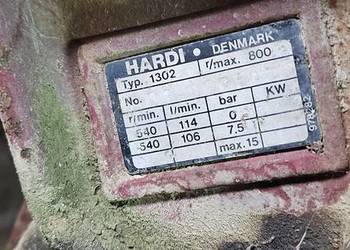 HARDI • DENMARK
Typ. 1302 r/max. 800
No.
r/min. l/min. bar KW
540 114 0
540 106 7.5
max. 15